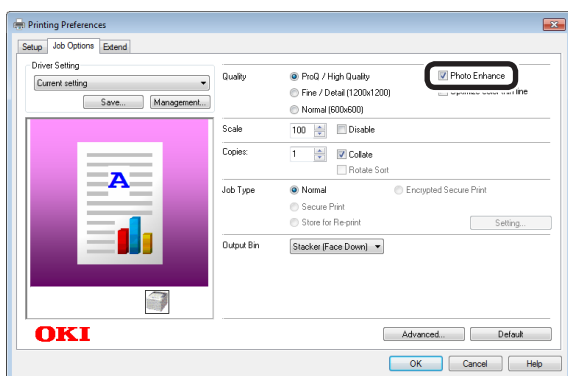 Printing Preferences
Setup Job Options Extend
Driver Setting
Current setting
Save... Management...
A
OKI
Quality ProQ / High Quality Photo Enhance
Fine / Detail (1200x1200)
Normal (600x600)
Scale 100 Disable
Copies: 1 Collate
Rotate Sort
Job Type Normal Encrypted Secure Print
Secure Print
Store for Re-print Setting...
Output Bin Stacker (Face Down)
Advanced... Default
OK Cancel Help